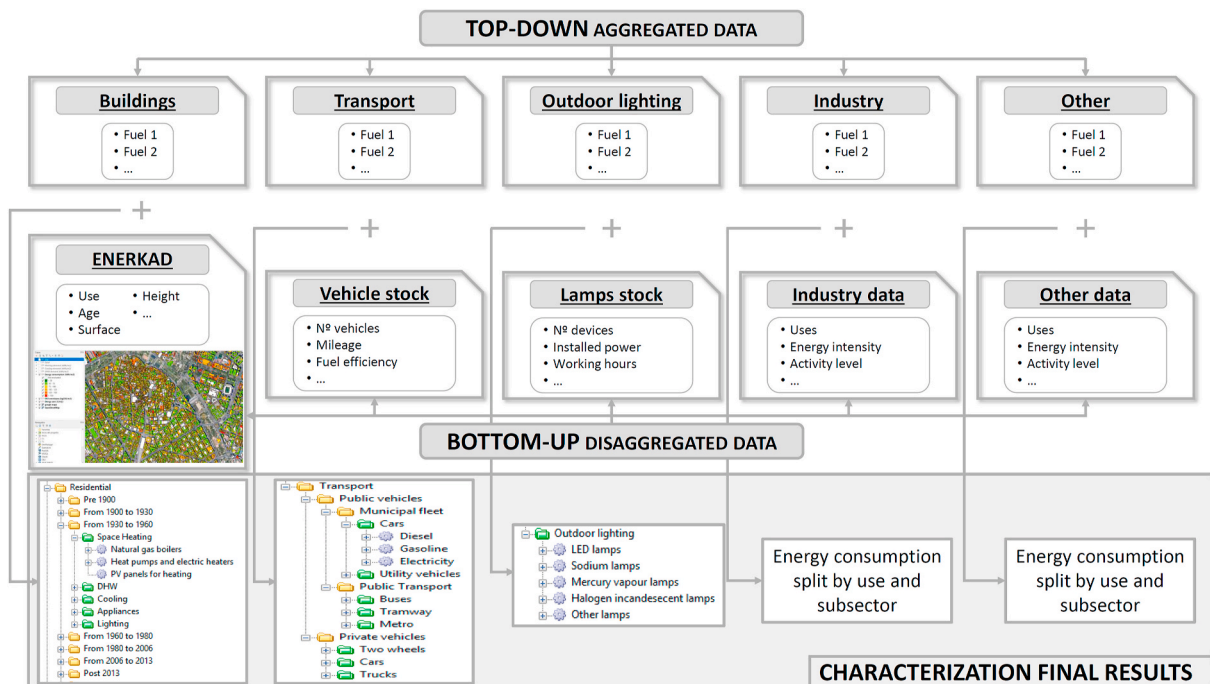 TOP-DOWN AGGREGATED DATA
Buildings
• Fuel 1
• Fuel 2
• ...
Transport
• Fuel 1
• Fuel 2
• ...
Outdoor lighting
• Fuel 1
• Fuel 2
• ...
Industry
• Fuel 1
• Fuel 2
• ...
Other
• Fuel 1
• Fuel 2
• ...
+ + + + +
ENERKAD
• Use
• Age
• Surface
• Height
• ...
Vehicle stock
• Nº vehicles
• Mileage
• Fuel efficiency
• ...
Lamps stock
• Nº devices
• Installed power
• Working hours
• ...
Industry data
• Uses
• Energy intensity
• Activity level
• ...
Other data
• Uses
• Energy intensity
• Activity level
• ...
BOTTOM-UP DISAGGREGATED DATA
Residential
Pre 1900
From 1900 to 1930
From 1930 to 1960
Space Heating
Natural gas boilers
Heat pumps and electric heaters
PV panels for heating
DHW
Cooling
Appliances
Lighting
From 1960 to 1980
From 1980 to 2006
From 2006 to 2013
Post 2013
Transport
Public vehicles
Municipal fleet
Cars
Diesel
Gasoline
Electricity
Utility vehicles
Public Transport
Buses
Tramway
Metro
Private vehicles
Two wheels
Cars
Trucks
Outdoor lighting
LED lamps
Sodium lamps
Mercury vapour lamps
Halogen incandesecent lamps
Other lamps
Energy consumption
split by use and
subsector
Energy consumption
split by use and
subsector
CHARACTERIZATION FINAL RESULTS